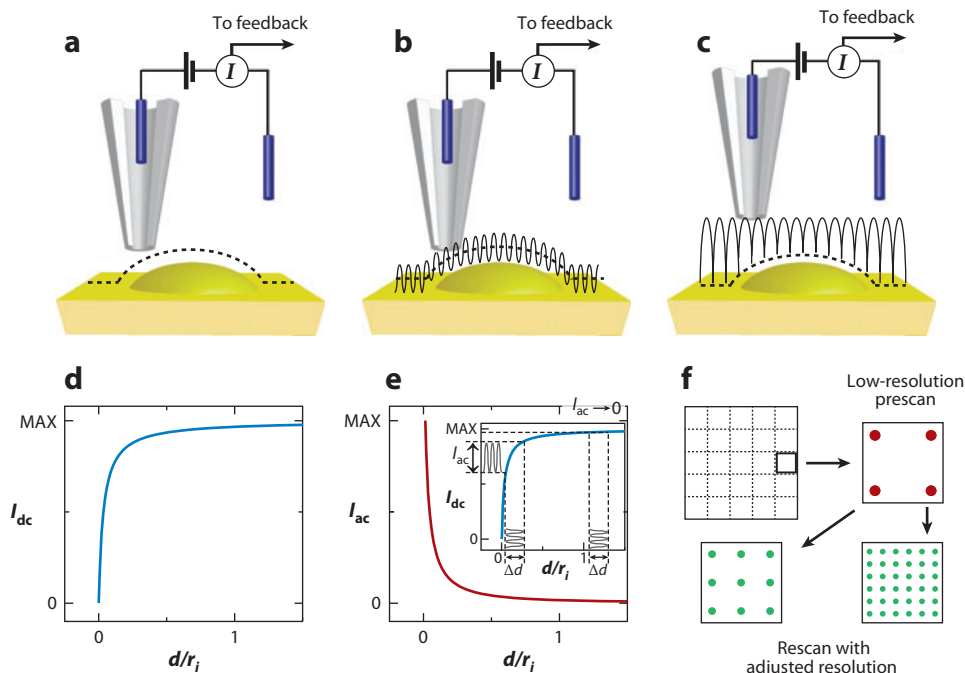 a
To feedback
I
b
To feedback
I
c
To feedback
I
d
MAX
I_dc
0
0
1
d/r_i
e
MAX
I_ac
0
0
1
d/r_i
I_ac → 0
MAX
I_ac
I_dc
0
0
1
Δd
d/r_i
Δd
f
Low-resolution
prescan
Rescan with
adjusted resolution